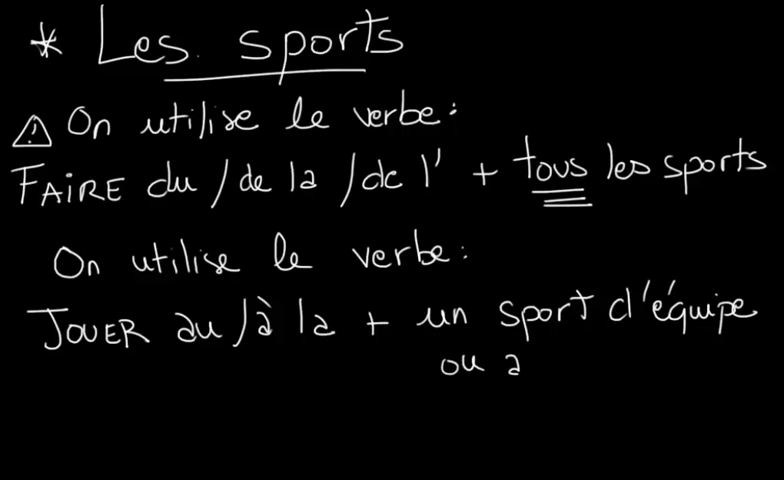 * Les sports
⚠ On utilise le verbe:
FAIRE du / de la / de l' + tous les sports
On utilise le verbe:
JOUER au / à la + un sport d'équipe
ou a